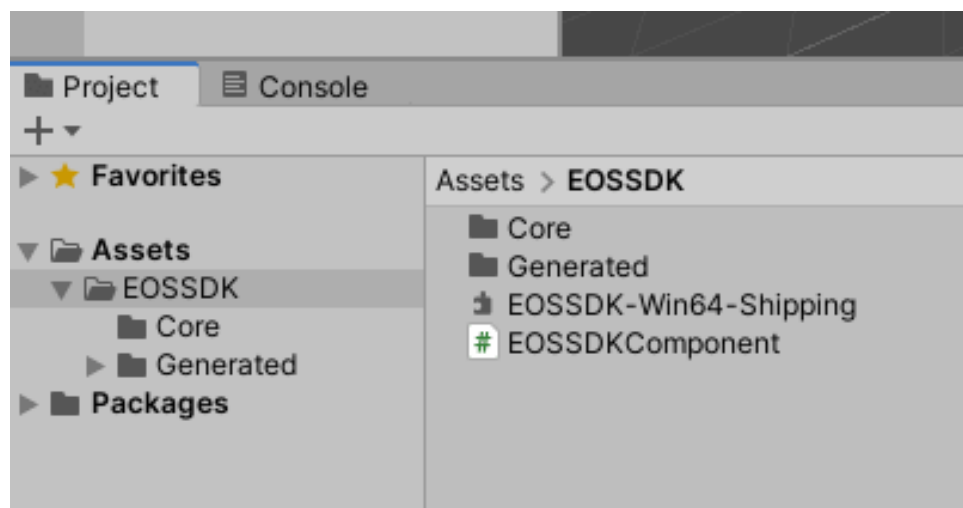 Project Console
Favorites
Assets
EOSSDK
Core
Generated
Packages
Assets > EOSSDK
Core
Generated
EOSSDK-Win64-Shipping
# EOSSDKComponent